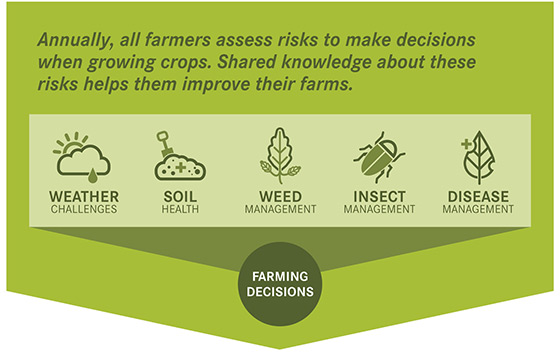 Annually, all farmers assess risks to make decisions
when growing crops. Shared knowledge about these
risks helps them improve their farms.
WEATHER
CHALLENGES
SOIL
HEALTH
WEED
MANAGEMENT
INSECT
MANAGEMENT
DISEASE
MANAGEMENT
FARMING
DECISIONS